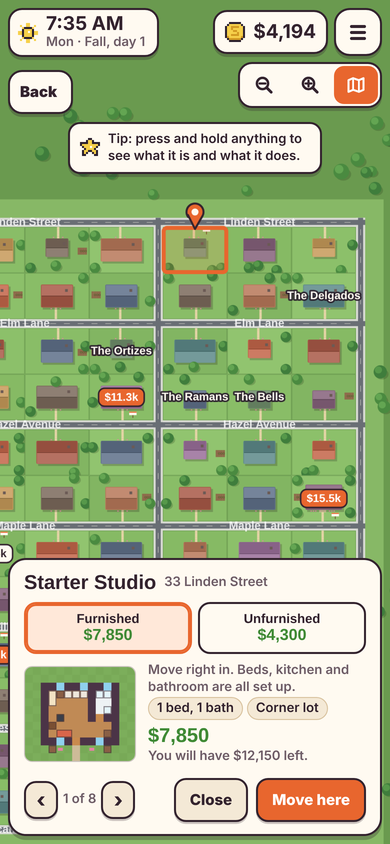 7:35 AM
Mon · Fall, day 1
$4,194
Back
Tip: press and hold anything to
see what it is and what it does.
Linden Street
The Delgados
Elm Lane
Elm Lane
The Ortizes
$11.3k
The Ramans
The Bells
Hazel Avenue
$15.5k
Maple Lane
Maple Lane
Starter Studio
33 Linden Street
Furnished
$7,850
Unfurnished
$4,300
Move right in. Beds, kitchen and
bathroom are all set up.
1 bed, 1 bath
Corner lot
$7,850
You will have $12,150 left.
1 of 8
Close
Move here